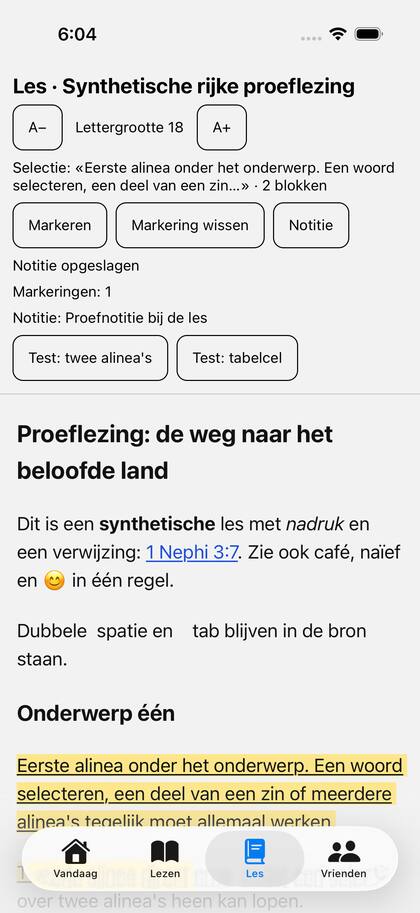 6:04
Les · Synthetische rijke proeflezing
A−
Lettergrootte 18
A+
Selectie: «Eerste alinea onder het onderwerp. Een woord
selecteren, een deel van een zin...» · 2 blokken
Markeren
Markering wissen
Notitie
Notitie opgeslagen
Markeringen: 1
Notitie: Proefnotitie bij de les
Test: twee alinea's
Test: tabelcel
Proeflezing: de weg naar het
beloofde land
Dit is een synthetische les met nadruk en
een verwijzing: 1 Nephi 3:7. Zie ook café, naïef
en 😊 in één regel.
Dubbele  spatie en    tab blijven in de bron
staan.
Onderwerp één
Eerste alinea onder het onderwerp. Een woord
selecteren, een deel van een zin of meerdere
alinea's tegelijk moet allemaal werken.
Vandaag
Lezen
Les
Vrienden
over twee alinea's heen kan lopen.